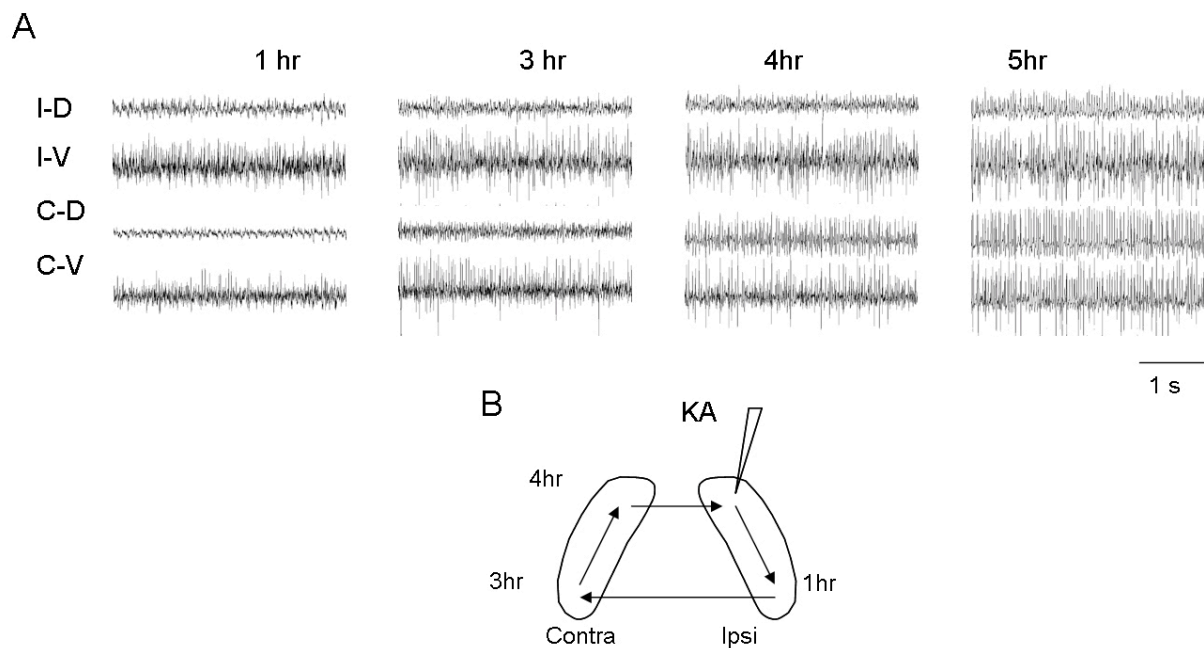 A
1 hr 3 hr 4hr 5hr
I-D
I-V
C-D
C-V
1 s
B
KA
4hr
3hr 1hr
Contra Ipsi